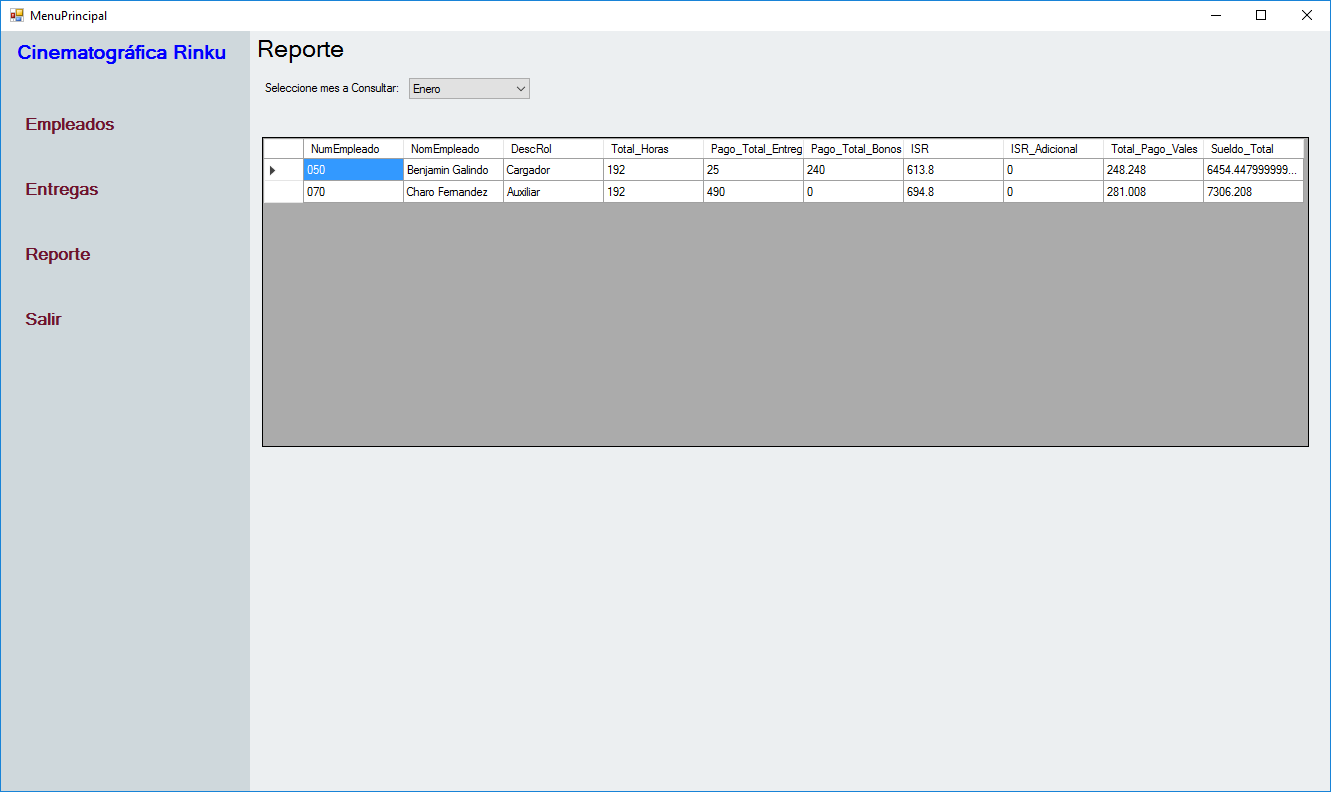 MenuPrincipal
Cinematográfica Rinku
Empleados
Entregas
Reporte
Salir
Reporte
Seleccione mes a Consultar: Enero
NumEmpleado NomEmpleado DescRol Total_Horas Pago_Total_Entreg Pago_Total_Bonos ISR ISR_Adicional Total_Pago_Vales Sueldo_Total
050 Benjamin Galindo Cargador 192 25 240 613.8 0 248.248 6454.447999999...
070 Charo Fernandez Auxiliar 192 490 0 694.8 0 281.008 7306.208